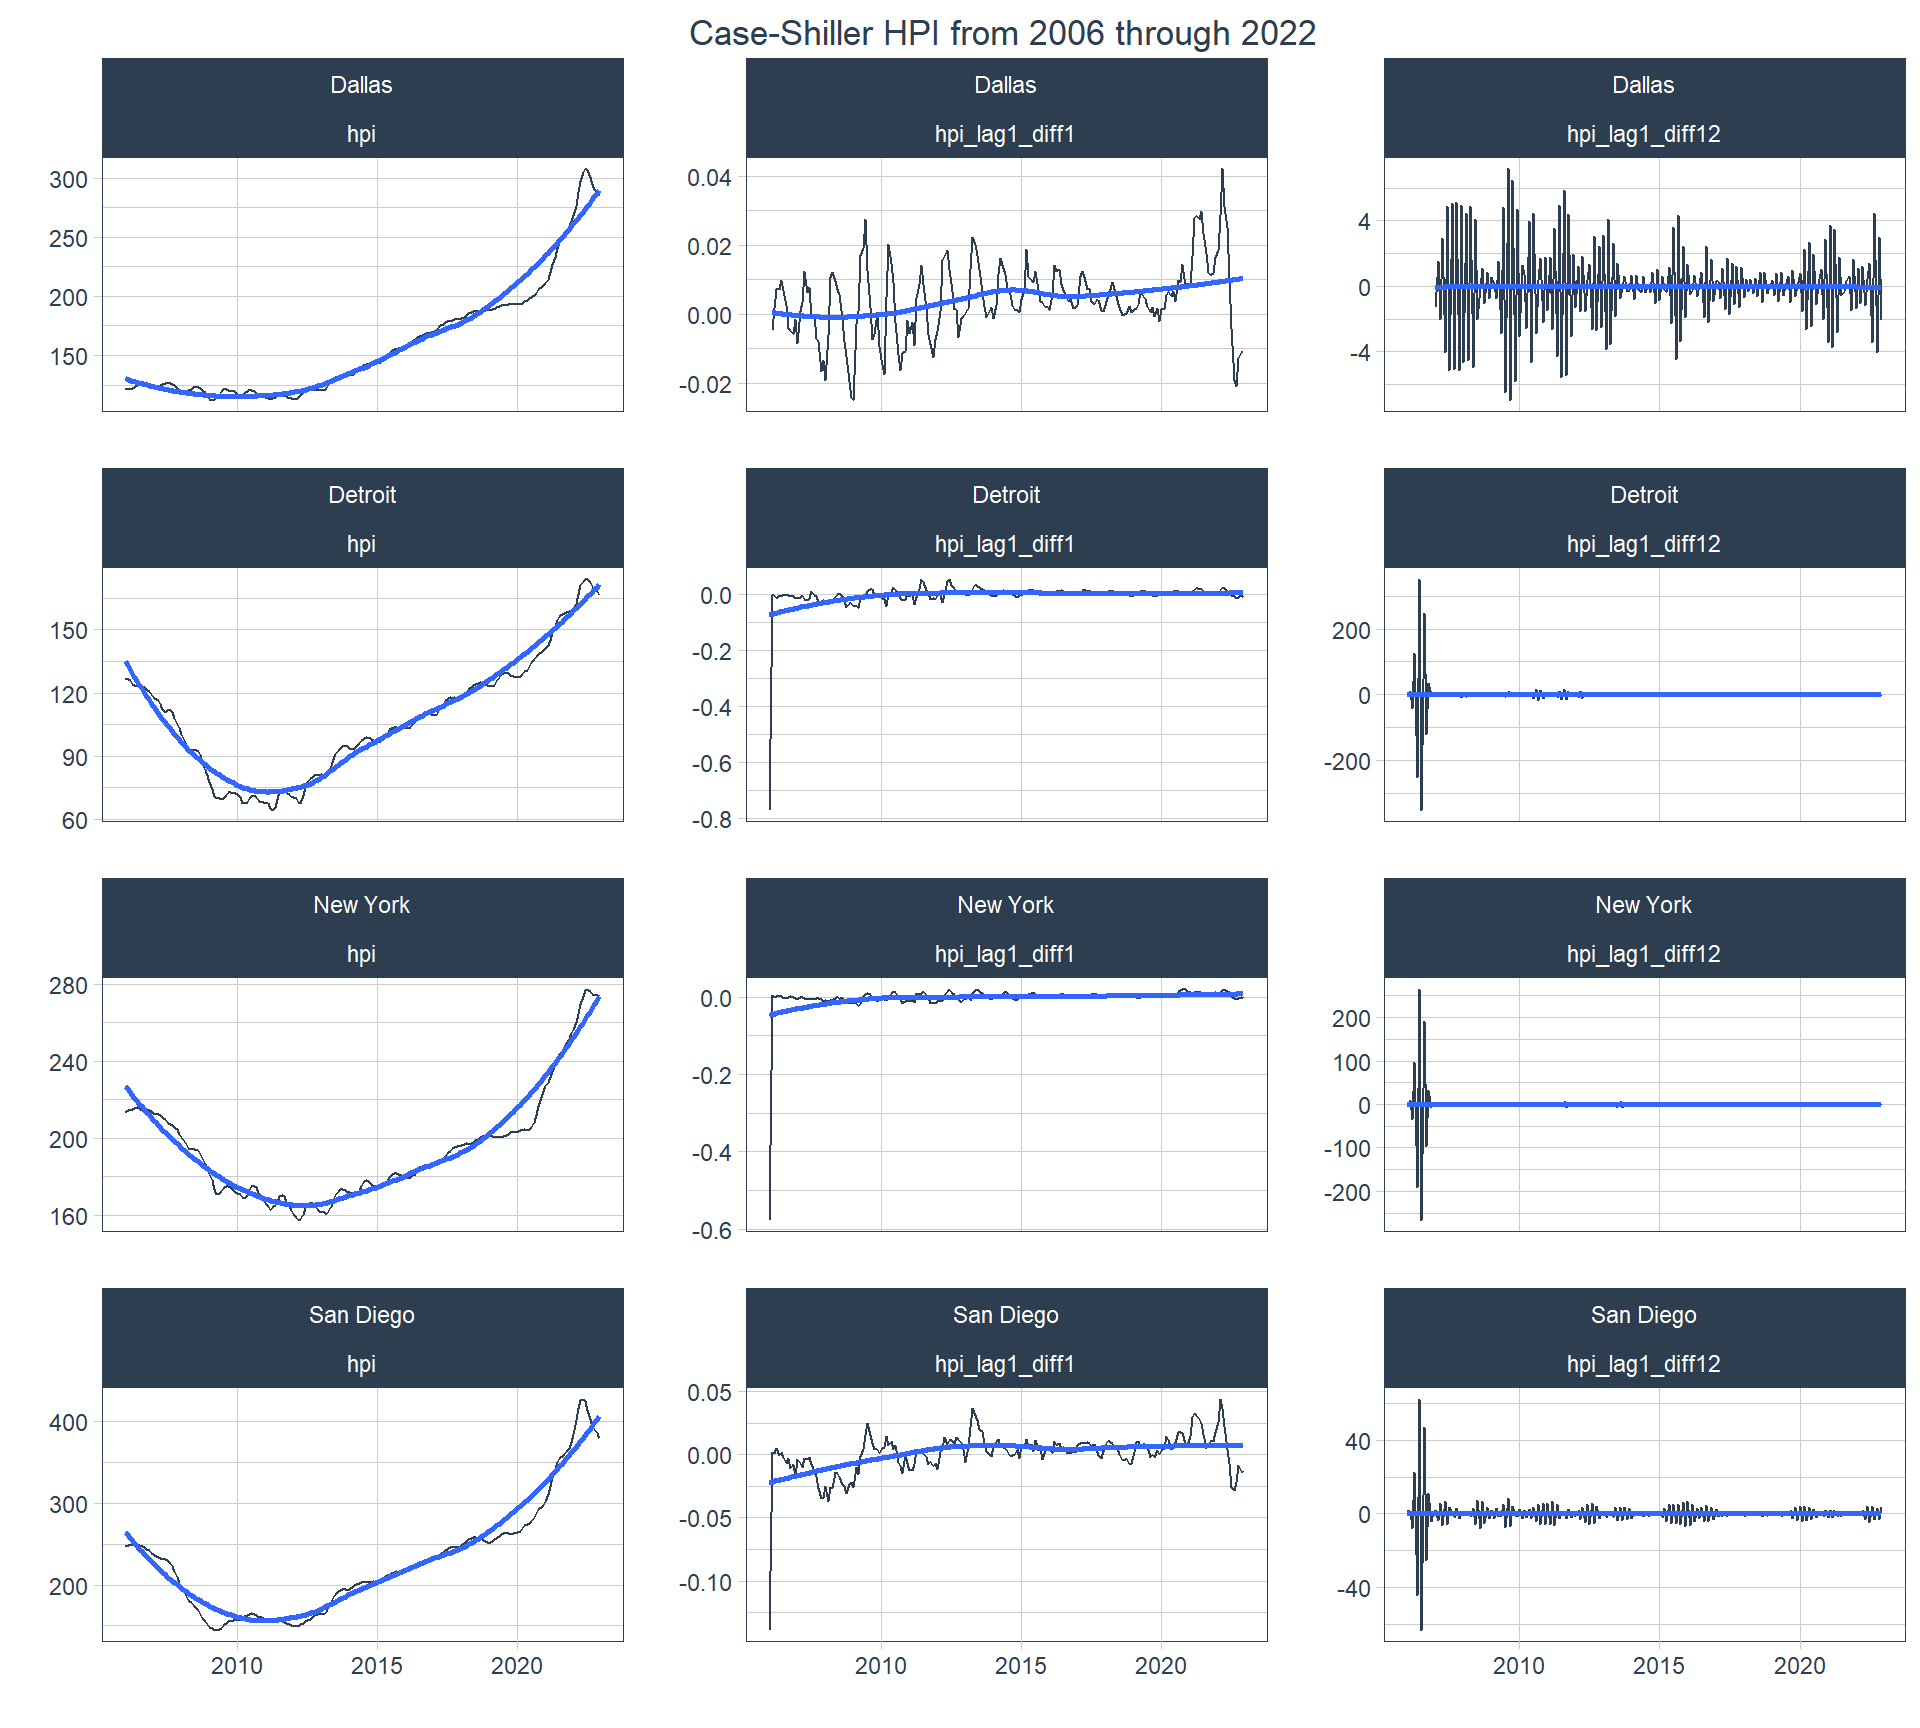 Case-Shiller HPI from 2006 through 2022
Dallas
hpi
300
250
200
150
Dallas
hpi_lag1_diff1
0.04
0.02
0.00
-0.02
Dallas
hpi_lag1_diff12
4
0
-4
Detroit
hpi
150
120
90
60
Detroit
hpi_lag1_diff1
0.0
-0.2
-0.4
-0.6
-0.8
Detroit
hpi_lag1_diff12
200
0
-200
New York
hpi
280
240
200
160
New York
hpi_lag1_diff1
0.0
-0.2
-0.4
-0.6
New York
hpi_lag1_diff12
200
100
0
-100
-200
San Diego
hpi
400
300
200
2010 2015 2020
San Diego
hpi_lag1_diff1
0.05
0.00
-0.05
-0.10
2010 2015 2020
San Diego
hpi_lag1_diff12
40
0
-40
2010 2015 2020